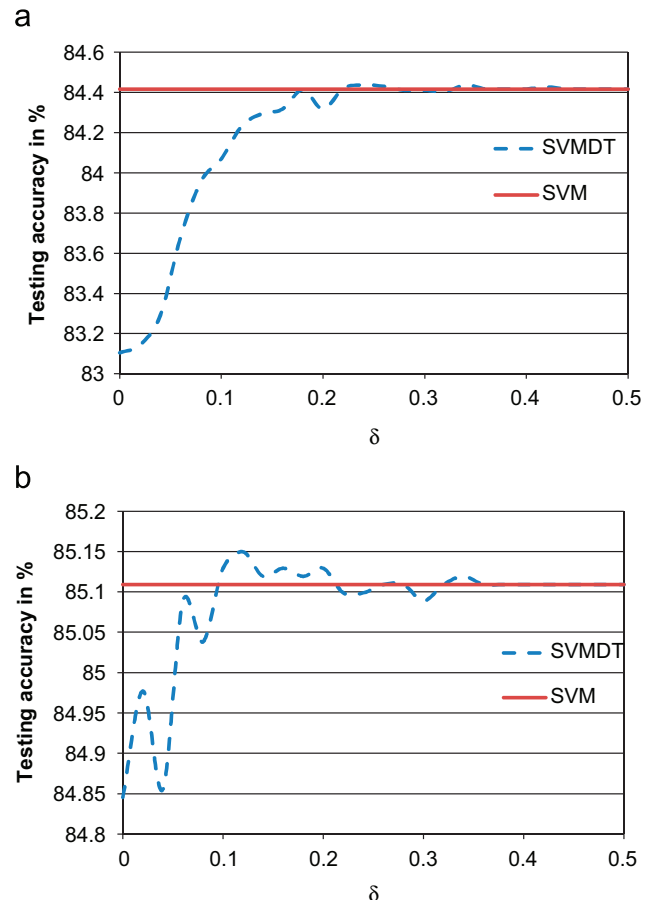 a
Testing accuracy in %
84.6
84.4
84.2
84
83.8
83.6
83.4
83.2
83
SVMDT
SVM
0 0.1 0.2 0.3 0.4 0.5
δ
b
Testing accuracy in %
85.2
85.15
85.1
85.05
85
84.95
84.9
84.85
84.8
SVMDT
SVM
0 0.1 0.2 0.3 0.4 0.5
δ